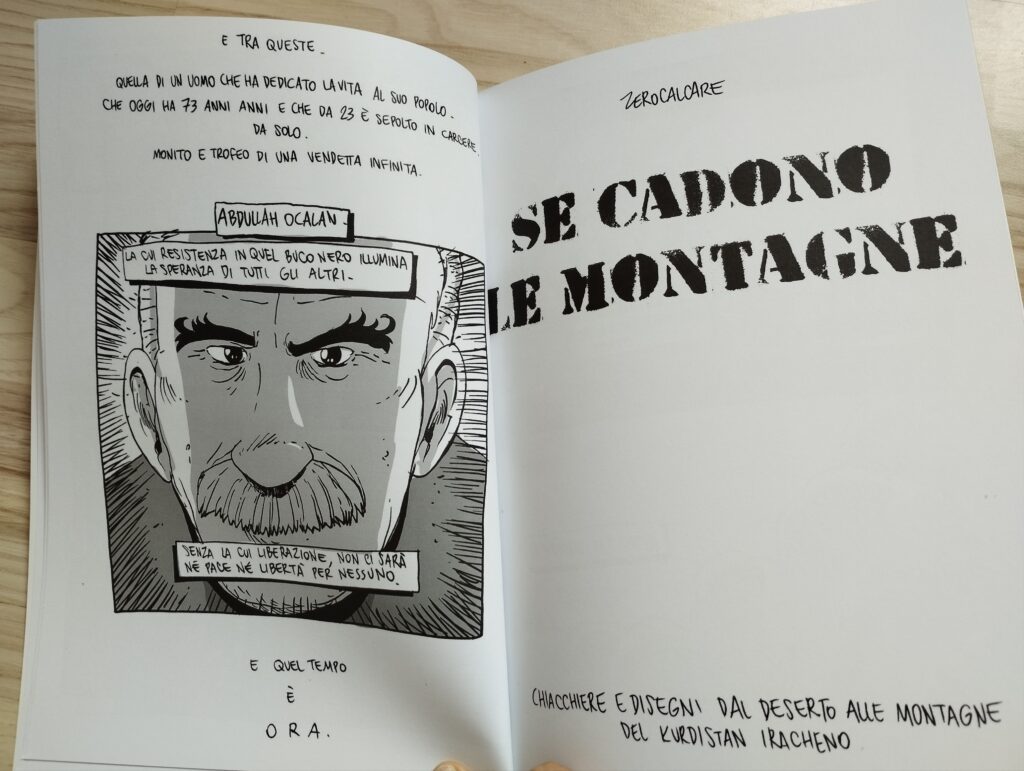 E TRA QUESTE_
QUELLA DI UN UOMO CHE HA DEDICATO LA VITA AL SUO POPOLO_
CHE OGGI HA 73 ANNI ANNI E CHE DA 23 È SEPOLTO IN CARCERE.
DA SOLO.
MONITO E TROFEO DI UNA VENDETTA INFINITA.
ABDULLAH OCALAN_
LA CUI RESISTENZA IN QUEL BUCO NERO ILLUMINA
LA SPERANZA DI TUTTI GLI ALTRI_
SENZA LA CUI LIBERAZIONE, NON CI SARÀ
NÉ PACE NÉ LIBERTÀ PER NESSUNO.
E QUEL TEMPO
È
ORA.
ZEROCALCARE
SE CADONO
LE MONTAGNE
CHIACCHIERE E DISEGNI DAL DESERTO ALLE MONTAGNE
DEL KURDISTAN IRACHENO